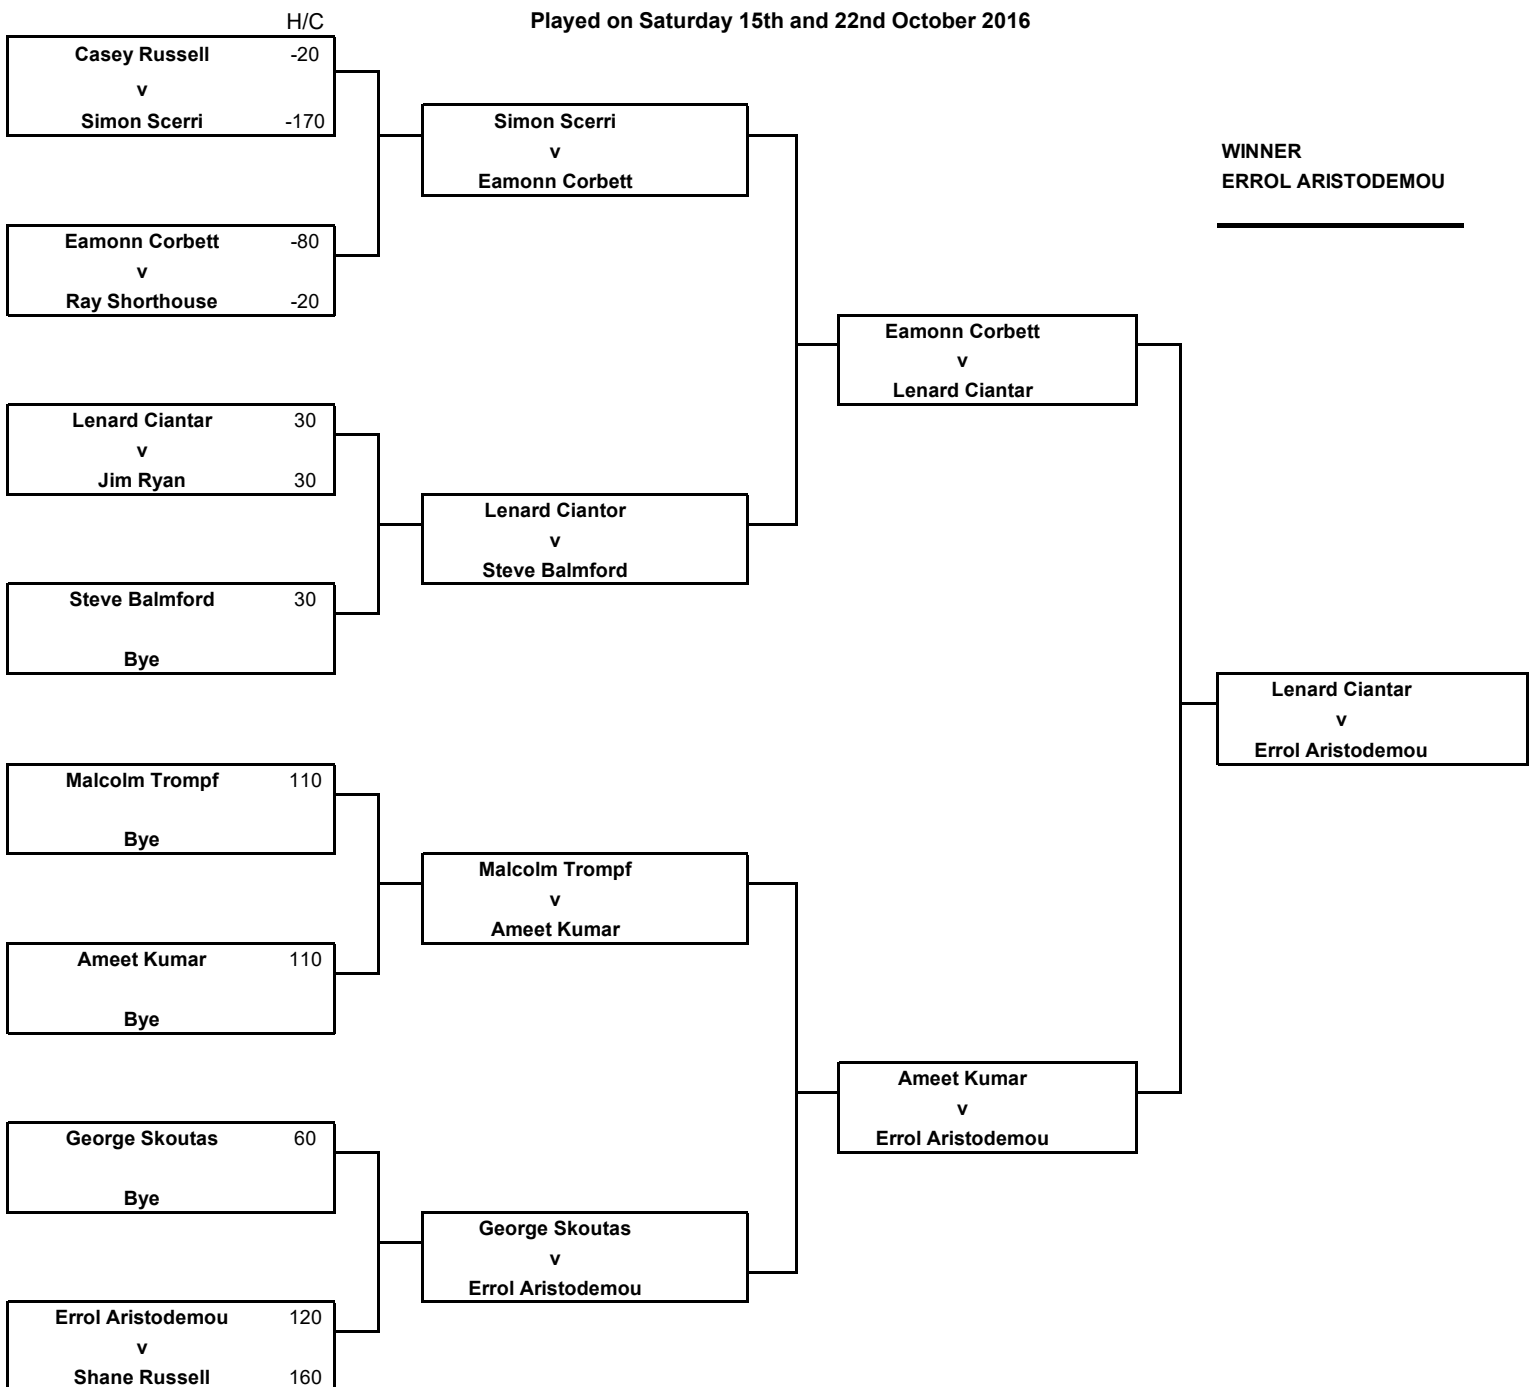 H/C
Played on Saturday 15th and 22nd October 2016
Casey Russell -20
v
Simon Scerri -170
Eamonn Corbett -80
v
Ray Shorthouse -20
Lenard Ciantar 30
v
Jim Ryan 30
Steve Balmford 30
Bye
Malcolm Trompf 110
Bye
Ameet Kumar 110
Bye
George Skoutas 60
Bye
Errol Aristodemou 120
v
Shane Russell 160
Simon Scerri
v
Eamonn Corbett
Lenard Ciantor
v
Steve Balmford
Malcolm Trompf
v
Ameet Kumar
George Skoutas
v
Errol Aristodemou
Eamonn Corbett
v
Lenard Ciantar
Ameet Kumar
v
Errol Aristodemou
Lenard Ciantar
v
Errol Aristodemou
WINNER
ERROL ARISTODEMOU